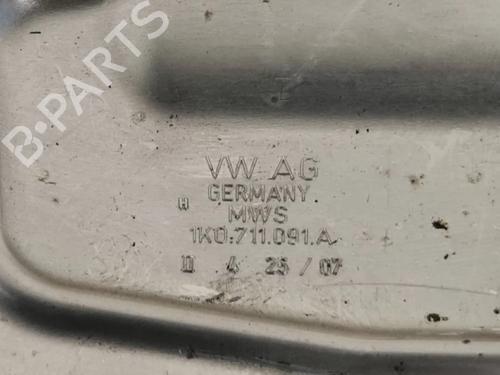 B-PARTS
VW AG
GERMANY
H
MWS
1K0.711.091.A
D 4 25/07